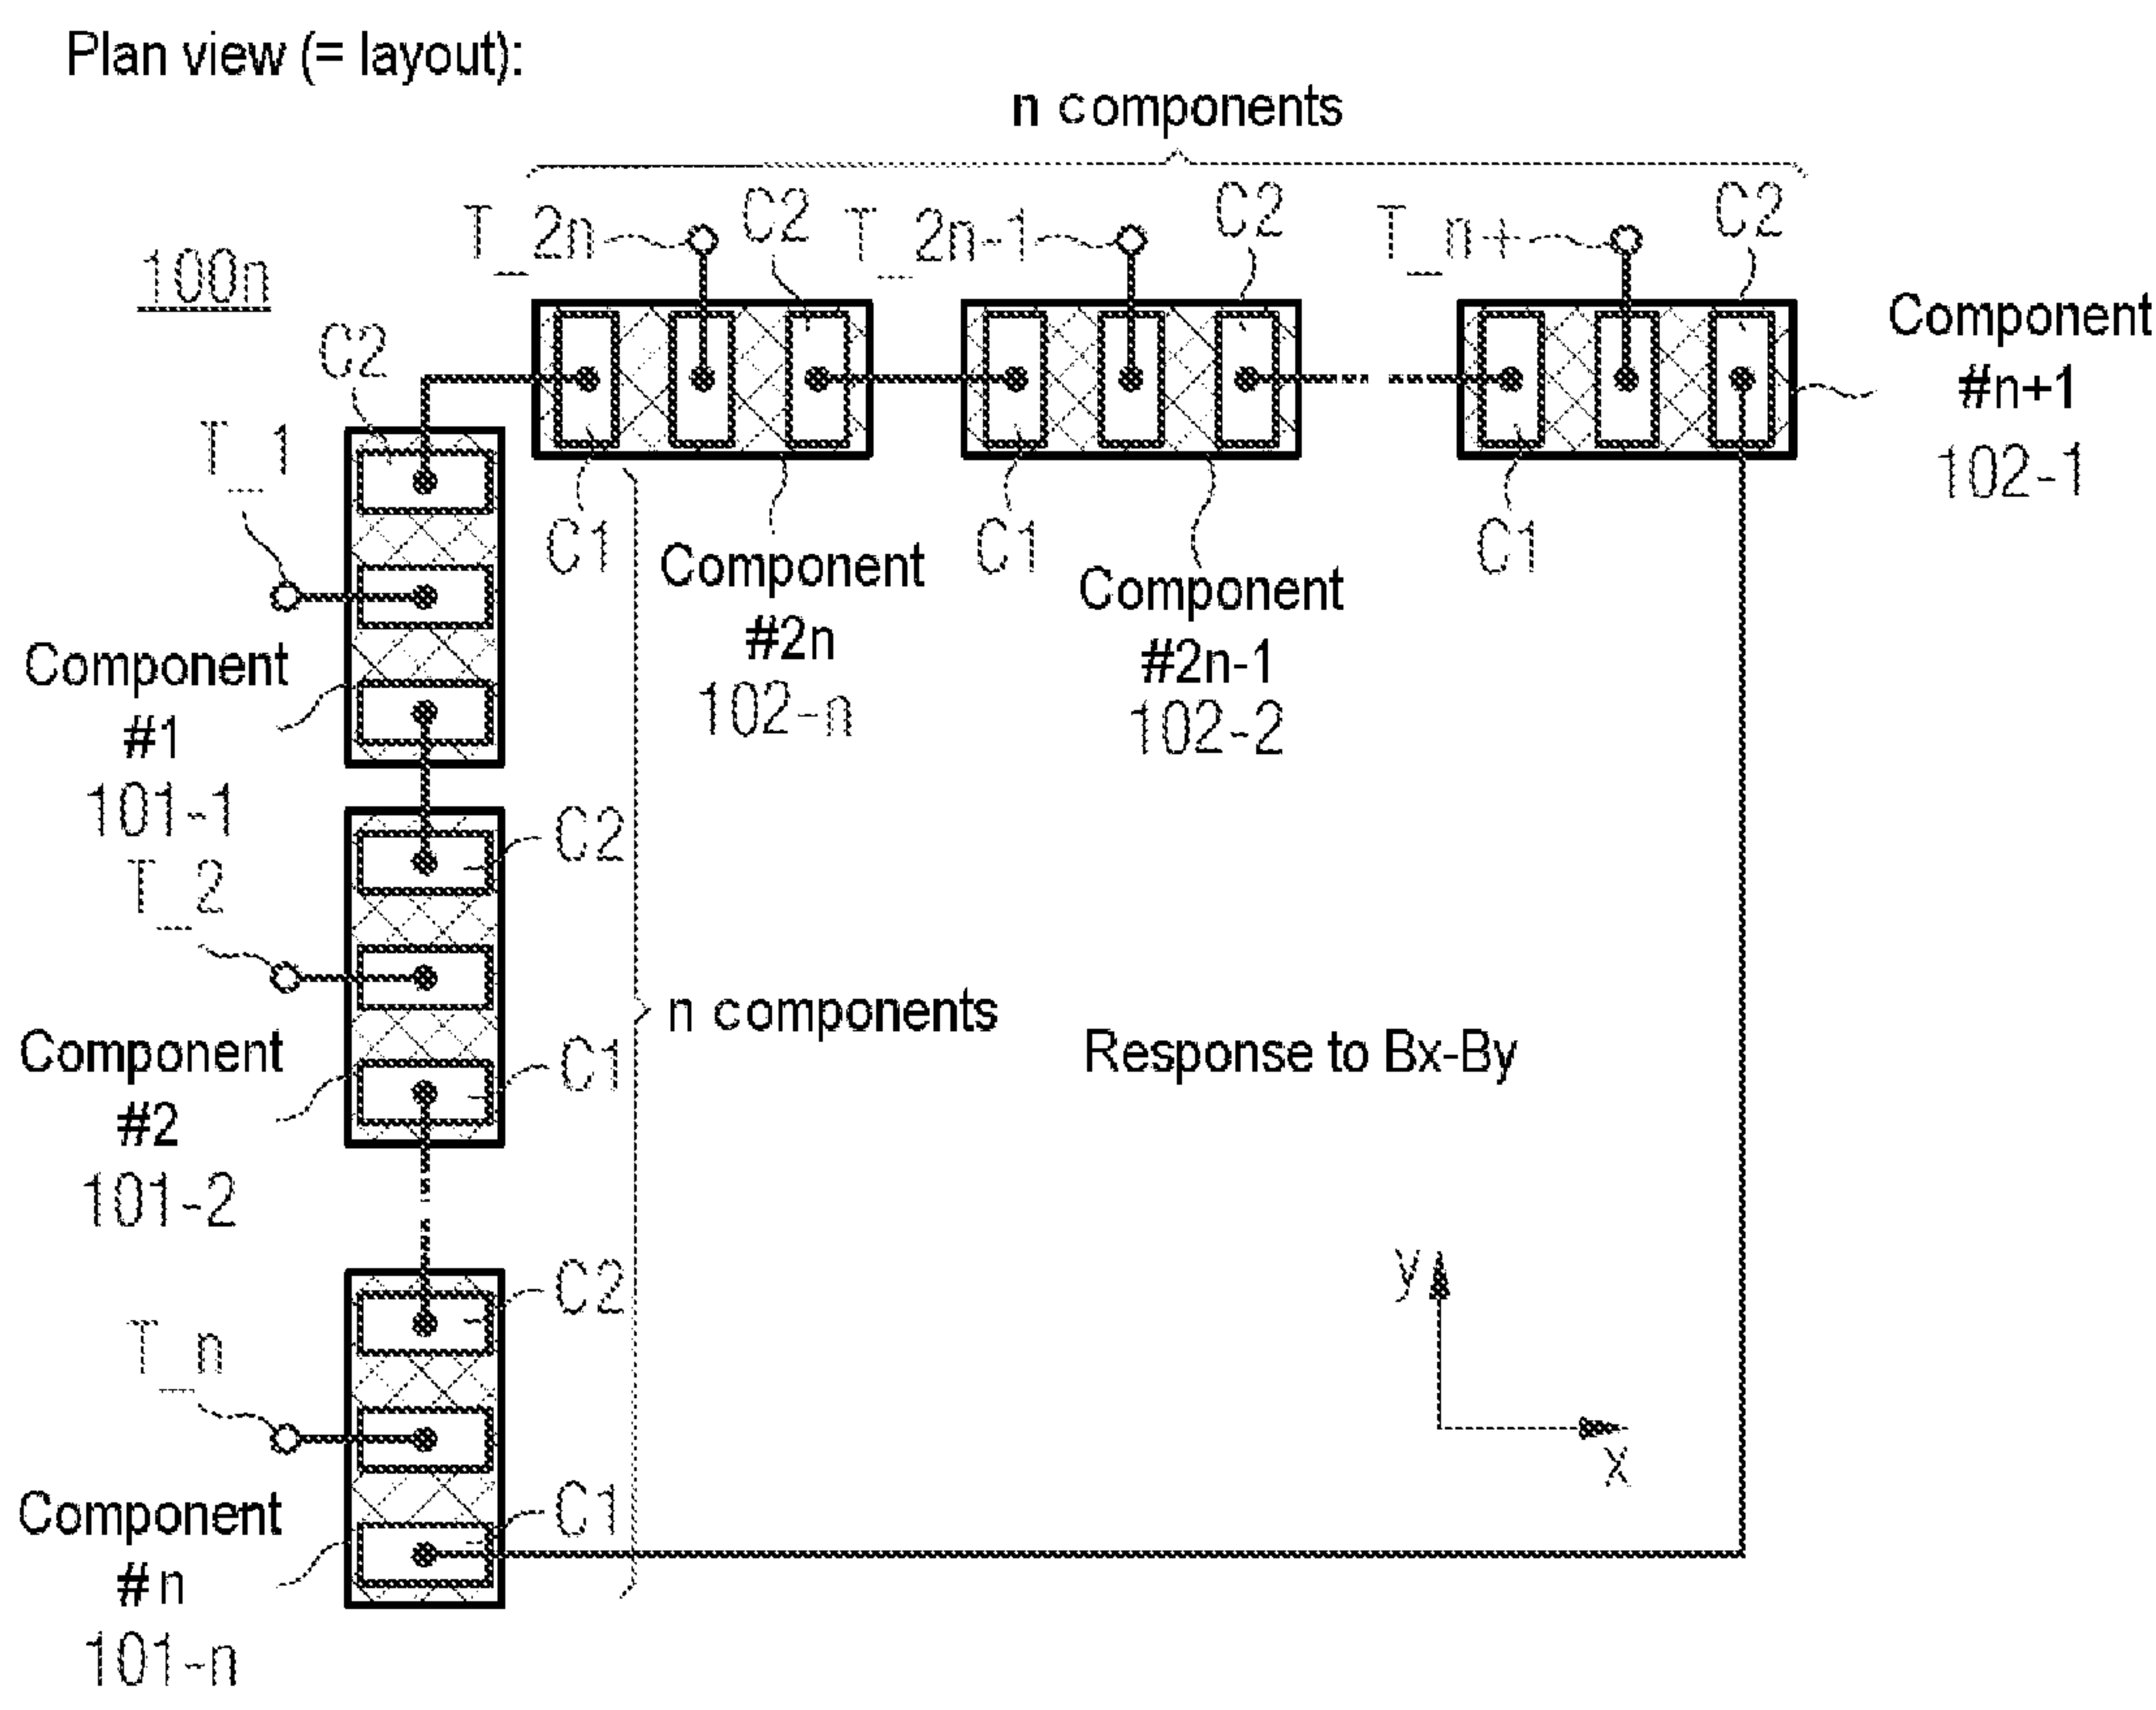 Plan view (= layout):
n components
T_2n
C2
T_2n-1
C2
T_n+
C2
100n
Component
#n+1
102-1
C2
T_1
C1
C1
C1
Component
#2n
102-n
Component
#2n-1
102-2
Component
#1
101-1
C2
T_2
n components
Response to Bx-By
Component
#2
101-2
C1
C2
T_n
y
x
Component
#n
101-n
C1